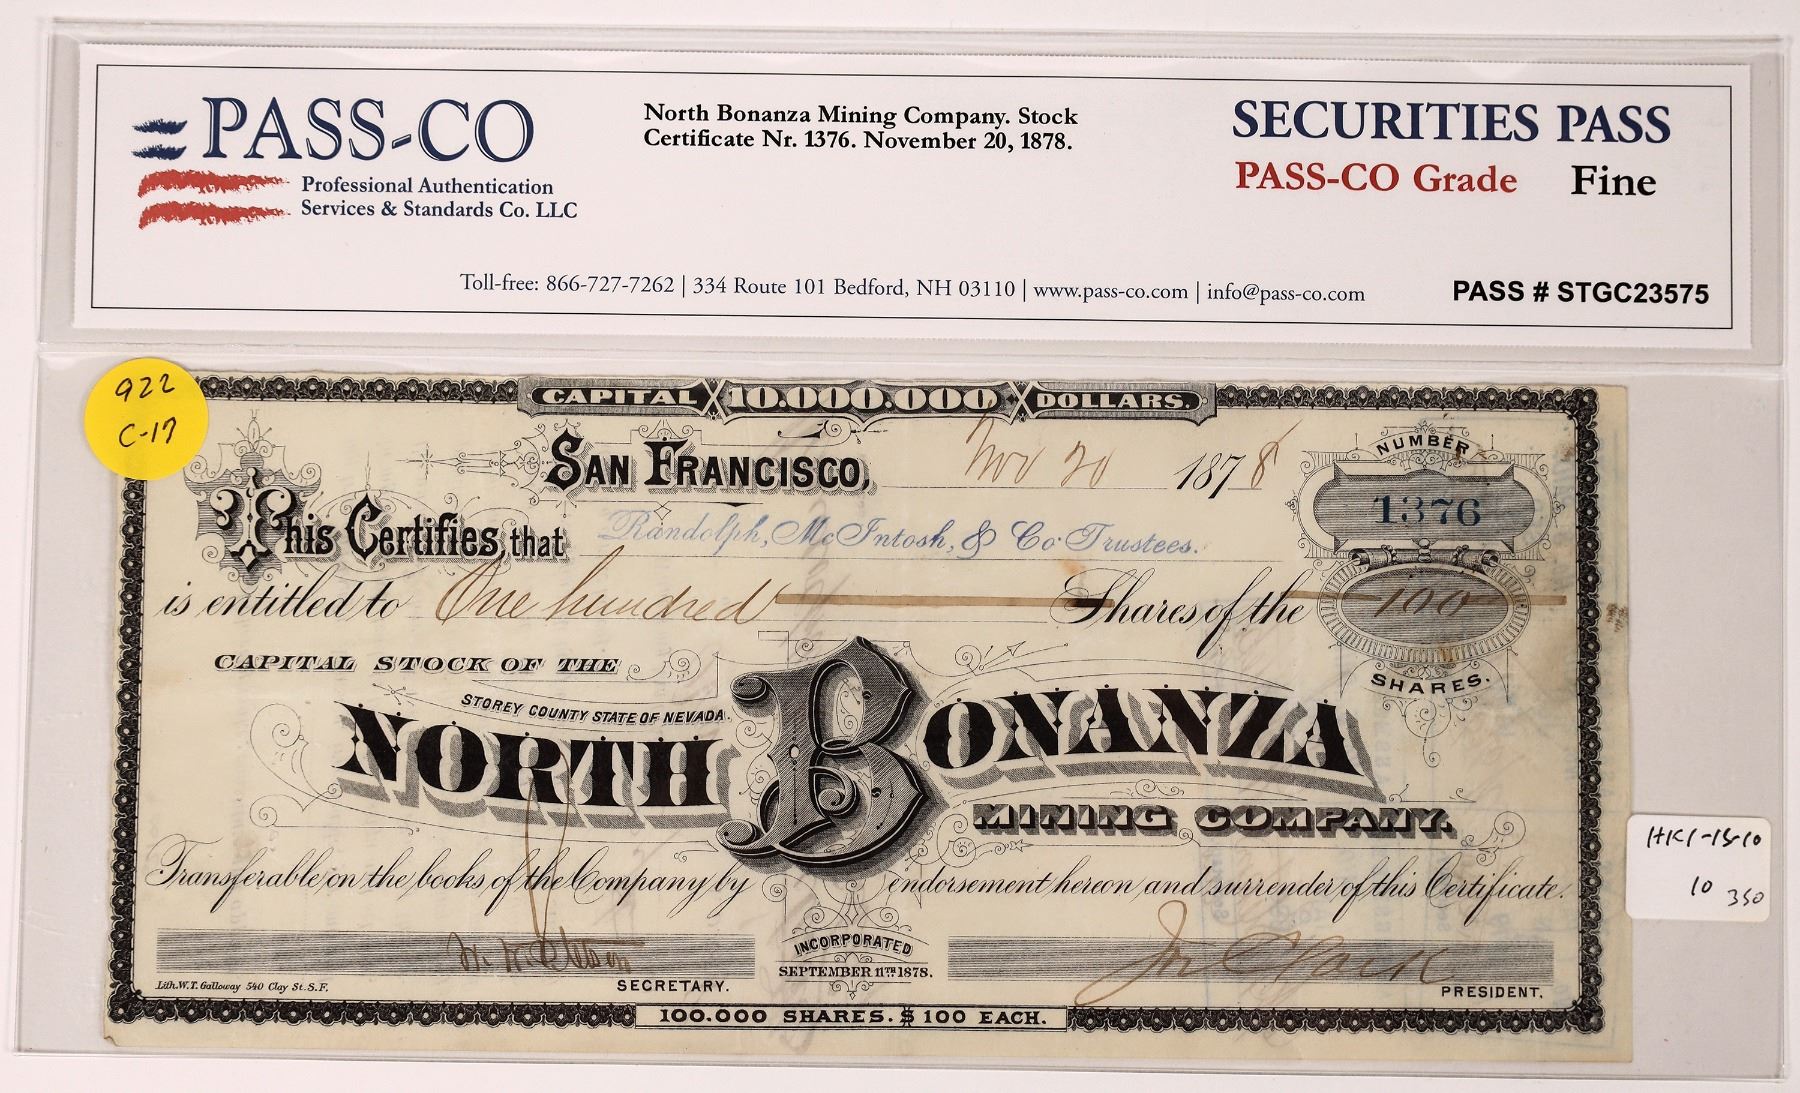 PASS-CO
Professional Authentication
Services & Standards Co. LLC
North Bonanza Mining Company. Stock
Certificate Nr. 1376. November 20, 1878.
SECURITIES PASS
PASS-CO Grade Fine
Toll-free: 866-727-7262 | 334 Route 101 Bedford, NH 03110 | www.pass-co.com | info@pass-co.com
PASS # STGC23575
922
C-17
CAPITAL 10.000.000 DOLLARS.
SAN FRANCISCO, Nov 20 1878
NUMBER
1376
This Certifies that Randolph, McIntosh, & Co. Trustees.
is entitled to One hundred Shares of the
100
SHARES.
CAPITAL STOCK OF THE
STOREY COUNTY STATE OF NEVADA.
NORTH BONANZA
MINING COMPANY.
Transferable on the books of the Company by endorsement hereon and surrender of this Certificate.
INCORPORATED
SEPTEMBER 11TH 1878.
Lith. W.T. Galloway 540 Clay St. S.F.
SECRETARY.
PRESIDENT.
100.000 SHARES. $100 EACH.
10 350